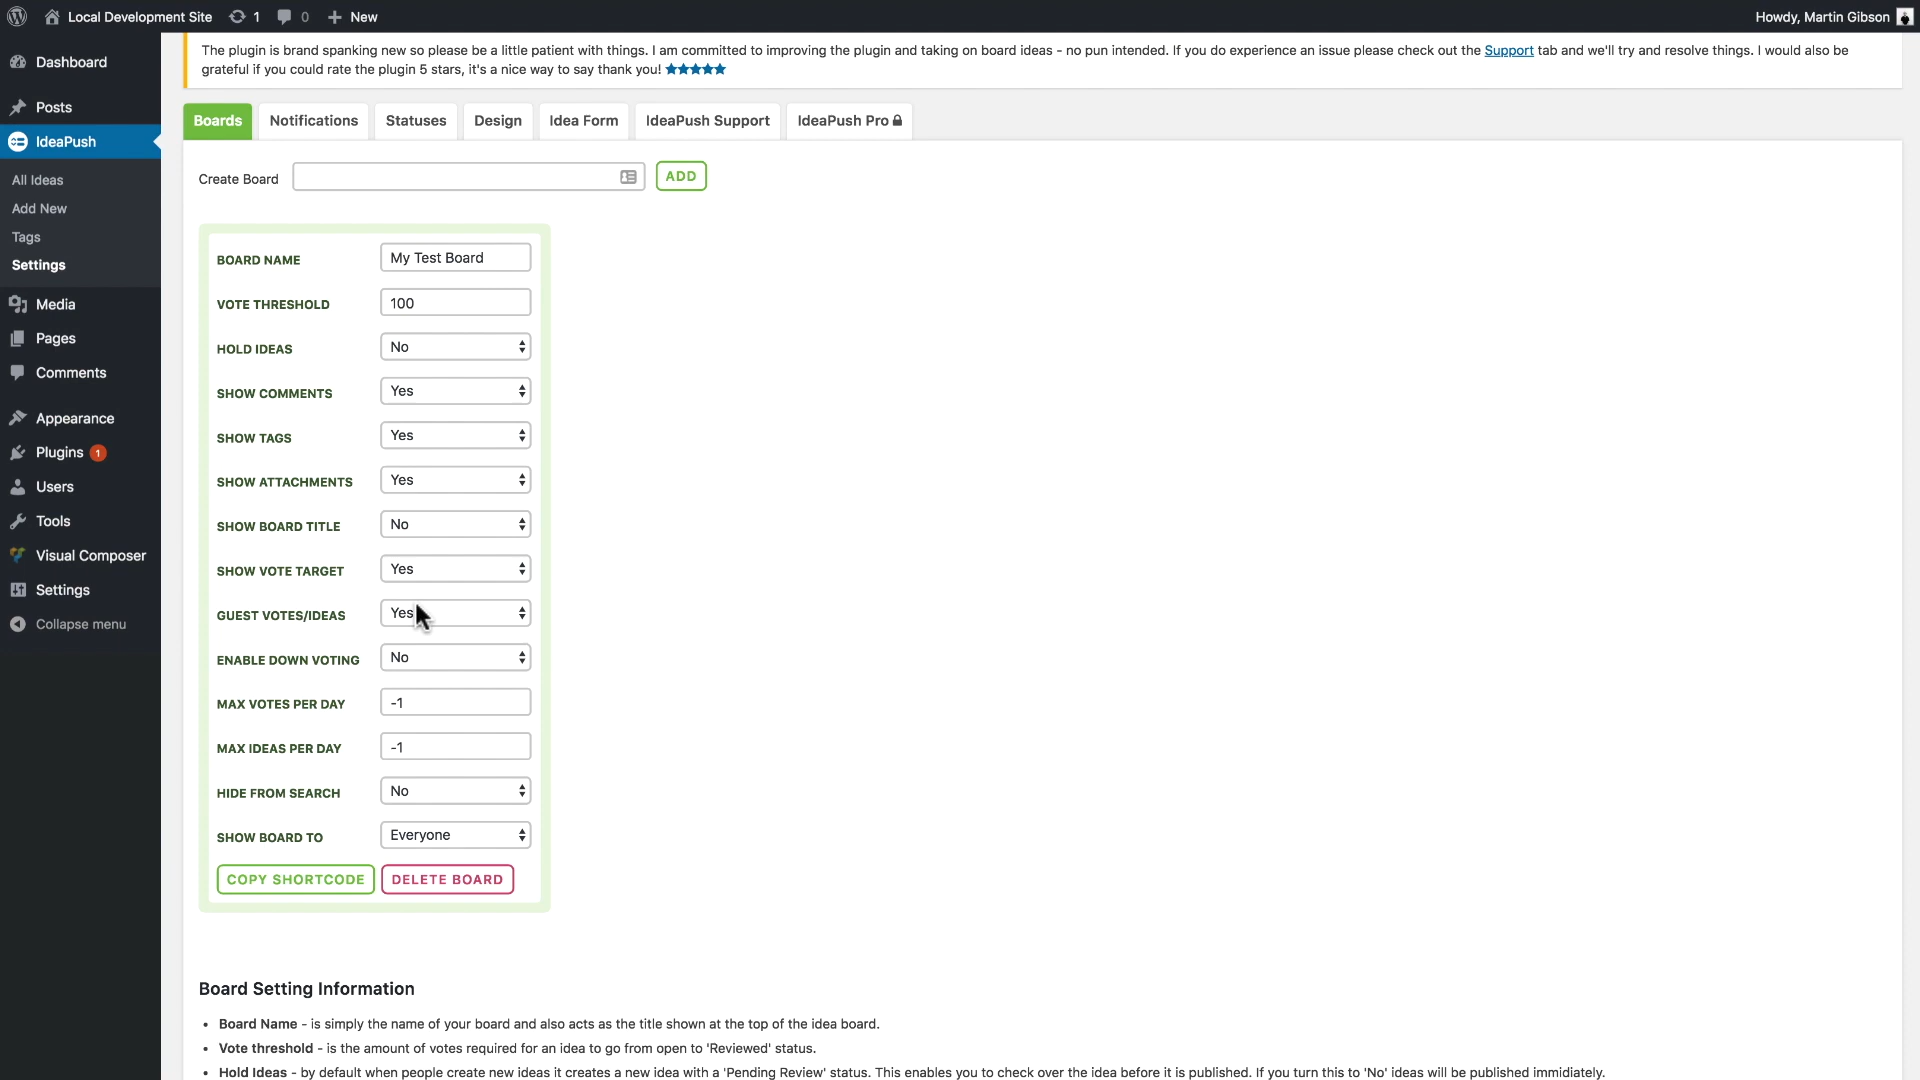 Local Development Site
1
0
New
Howdy, Martin Gibson
Dashboard
Posts
IdeaPush
All Ideas
Add New
Tags
Settings
Media
Pages
Comments
Appearance
Plugins 1
Users
Tools
Visual Composer
Settings
Collapse menu
The plugin is brand spanking new so please be a little patient with things. I am committed to improving the plugin and taking on board ideas - no pun intended. If you do experience an issue please check out the Support tab and we'll try and resolve things. I would also be
grateful if you could rate the plugin 5 stars, it's a nice way to say thank you! ★★★★★
Boards
Notifications
Statuses
Design
Idea Form
IdeaPush Support
IdeaPush Pro
Create Board
ADD
BOARD NAME My Test Board
VOTE THRESHOLD 100
HOLD IDEAS No
SHOW COMMENTS Yes
SHOW TAGS Yes
SHOW ATTACHMENTS Yes
SHOW BOARD TITLE No
SHOW VOTE TARGET Yes
GUEST VOTES/IDEAS Yes
ENABLE DOWN VOTING No
MAX VOTES PER DAY -1
MAX IDEAS PER DAY -1
HIDE FROM SEARCH No
SHOW BOARD TO Everyone
COPY SHORTCODE DELETE BOARD
Board Setting Information
• Board Name - is simply the name of your board and also acts as the title shown at the top of the idea board.
• Vote threshold - is the amount of votes required for an idea to go from open to 'Reviewed' status.
• Hold Ideas - by default when people create new ideas it creates a new idea with a 'Pending Review' status. This enables you to check over the idea before it is published. If you turn this to 'No' ideas will be published immidiately.